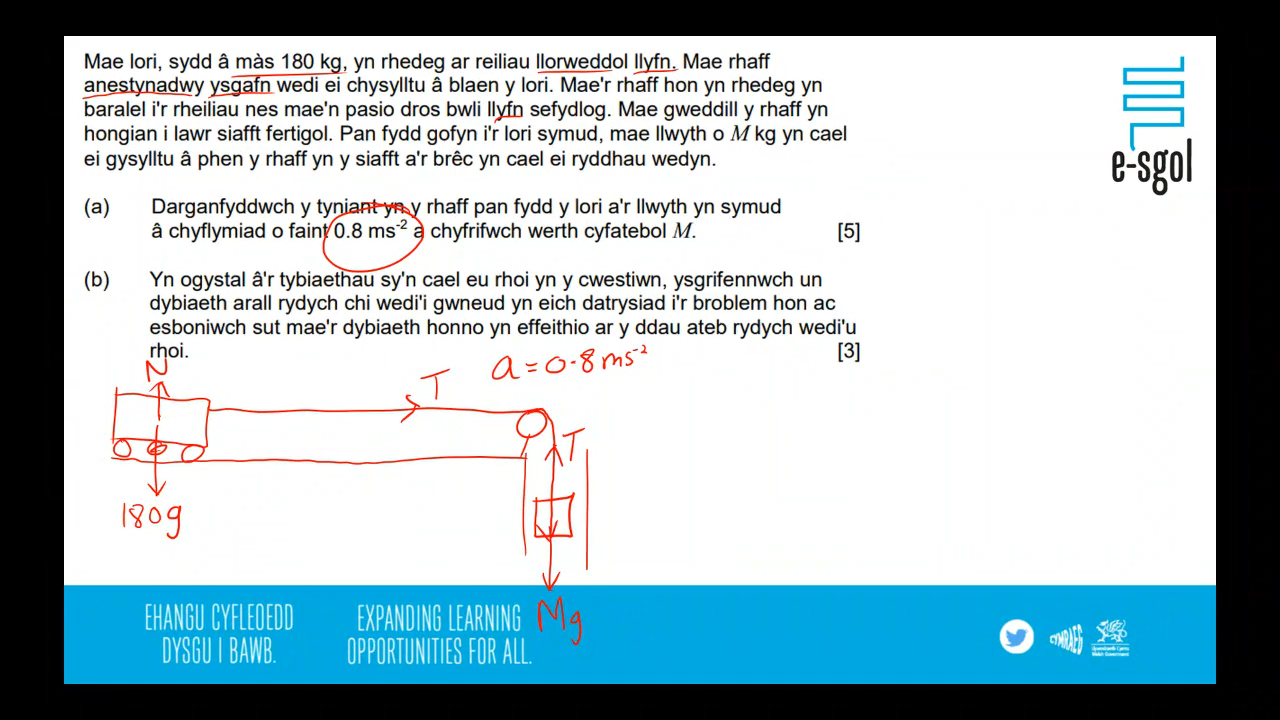 Mae lori, sydd â màs 180 kg, yn rhedeg ar reiliau llorweddol llyfn. Mae rhaff
anestynadwy ysgafn wedi ei chysylltu â blaen y lori. Mae'r rhaff hon yn rhedeg yn
baralel i'r rheiliau nes mae'n pasio dros bwli llyfn sefydlog. Mae gweddill y rhaff yn
hongian i lawr siafft fertigol. Pan fydd gofyn i'r lori symud, mae llwyth o M kg yn cael
ei gysylltu â phen y rhaff yn y siafft a'r brêc yn cael ei ryddhau wedyn.
(a) Darganfyddwch y tyniant yn y rhaff pan fydd y lori a'r llwyth yn symud
â chyflymiad o faint 0.8 ms⁻² a chyfrifwch werth cyfatebol M. [5]
(b) Yn ogystal â'r tybiaethau sy'n cael eu rhoi yn y cwestiwn, ysgrifennwch un
dybiaeth arall rydych chi wedi'i gwneud yn eich datrysiad i'r broblem hon ac
esboniwch sut mae'r dybiaeth honno yn effeithio ar y ddau ateb rydych wedi'u
rhoi. [3]
e-sgol
N
T
a = 0.8 ms⁻²
T
180g
Mg
EHANGU CYFLEOEDD
DYSGU I BAWB.
EXPANDING LEARNING
OPPORTUNITIES FOR ALL.
CYMRAEG
Llywodraeth Cymru
Welsh Government